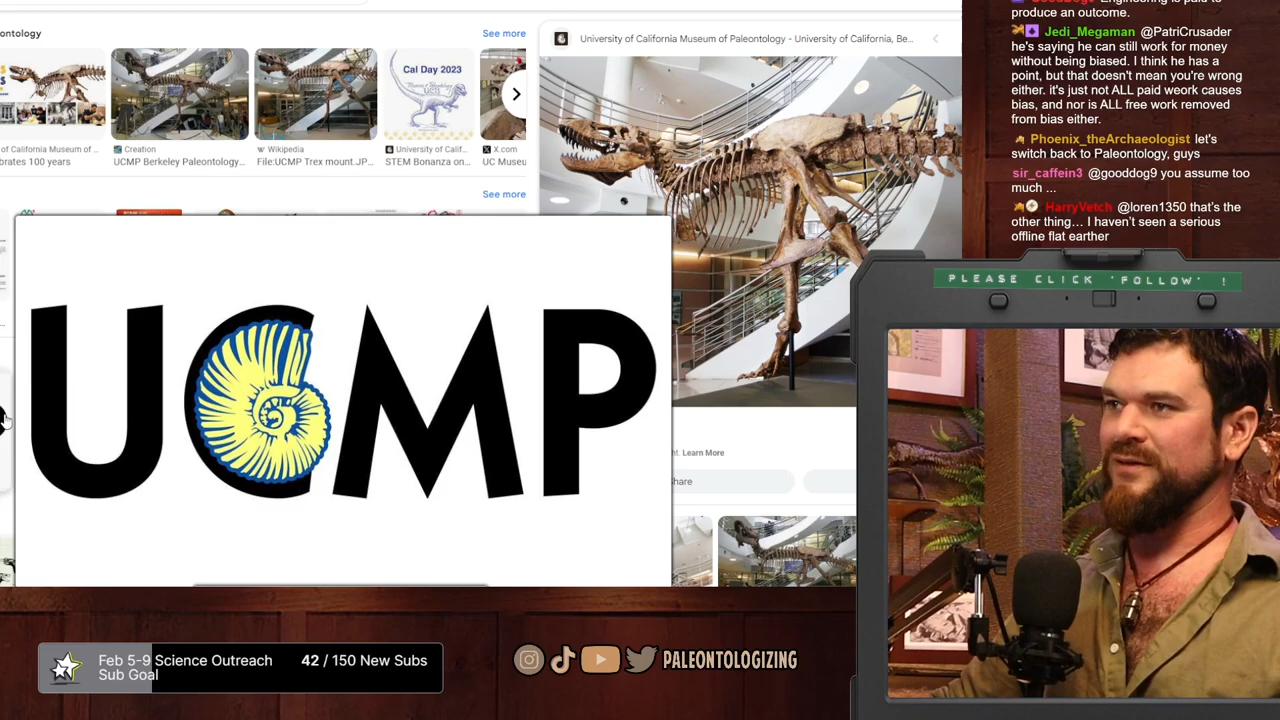 ontology
See more
University of California Museum of Paleontology - University of California, Be...
Cal Day 2023
of California Museum of ...
brates 100 years
Creation
UCMP Berkeley Paleontology...
W Wikipedia
File:UCMP Trex mount.JP...
University of Calif...
STEM Bonanza on...
X.com
UC Museu
See more
UCMP
Learn More
hare
produce an outcome.
Jedi_Megaman @PatriCrusader
he's saying he can still work for money
without being biased. I think he has a
point, but that doesn't mean you're wrong
either. it's just not ALL paid weork causes
bias, and nor is ALL free work removed
from bias either.
Phoenix_theArchaeologist let's
switch back to Paleontology, guys
sir_caffein3 @gooddog9 you assume too
much ...
HarryVetch @loren1350 that's the
other thing... I haven't seen a serious
offline flat earther
PLEASE CLICK 'FOLLOW' !
Feb 5-9 Science Outreach
Sub Goal
42 / 150 New Subs
PALEONTOLOGIZING